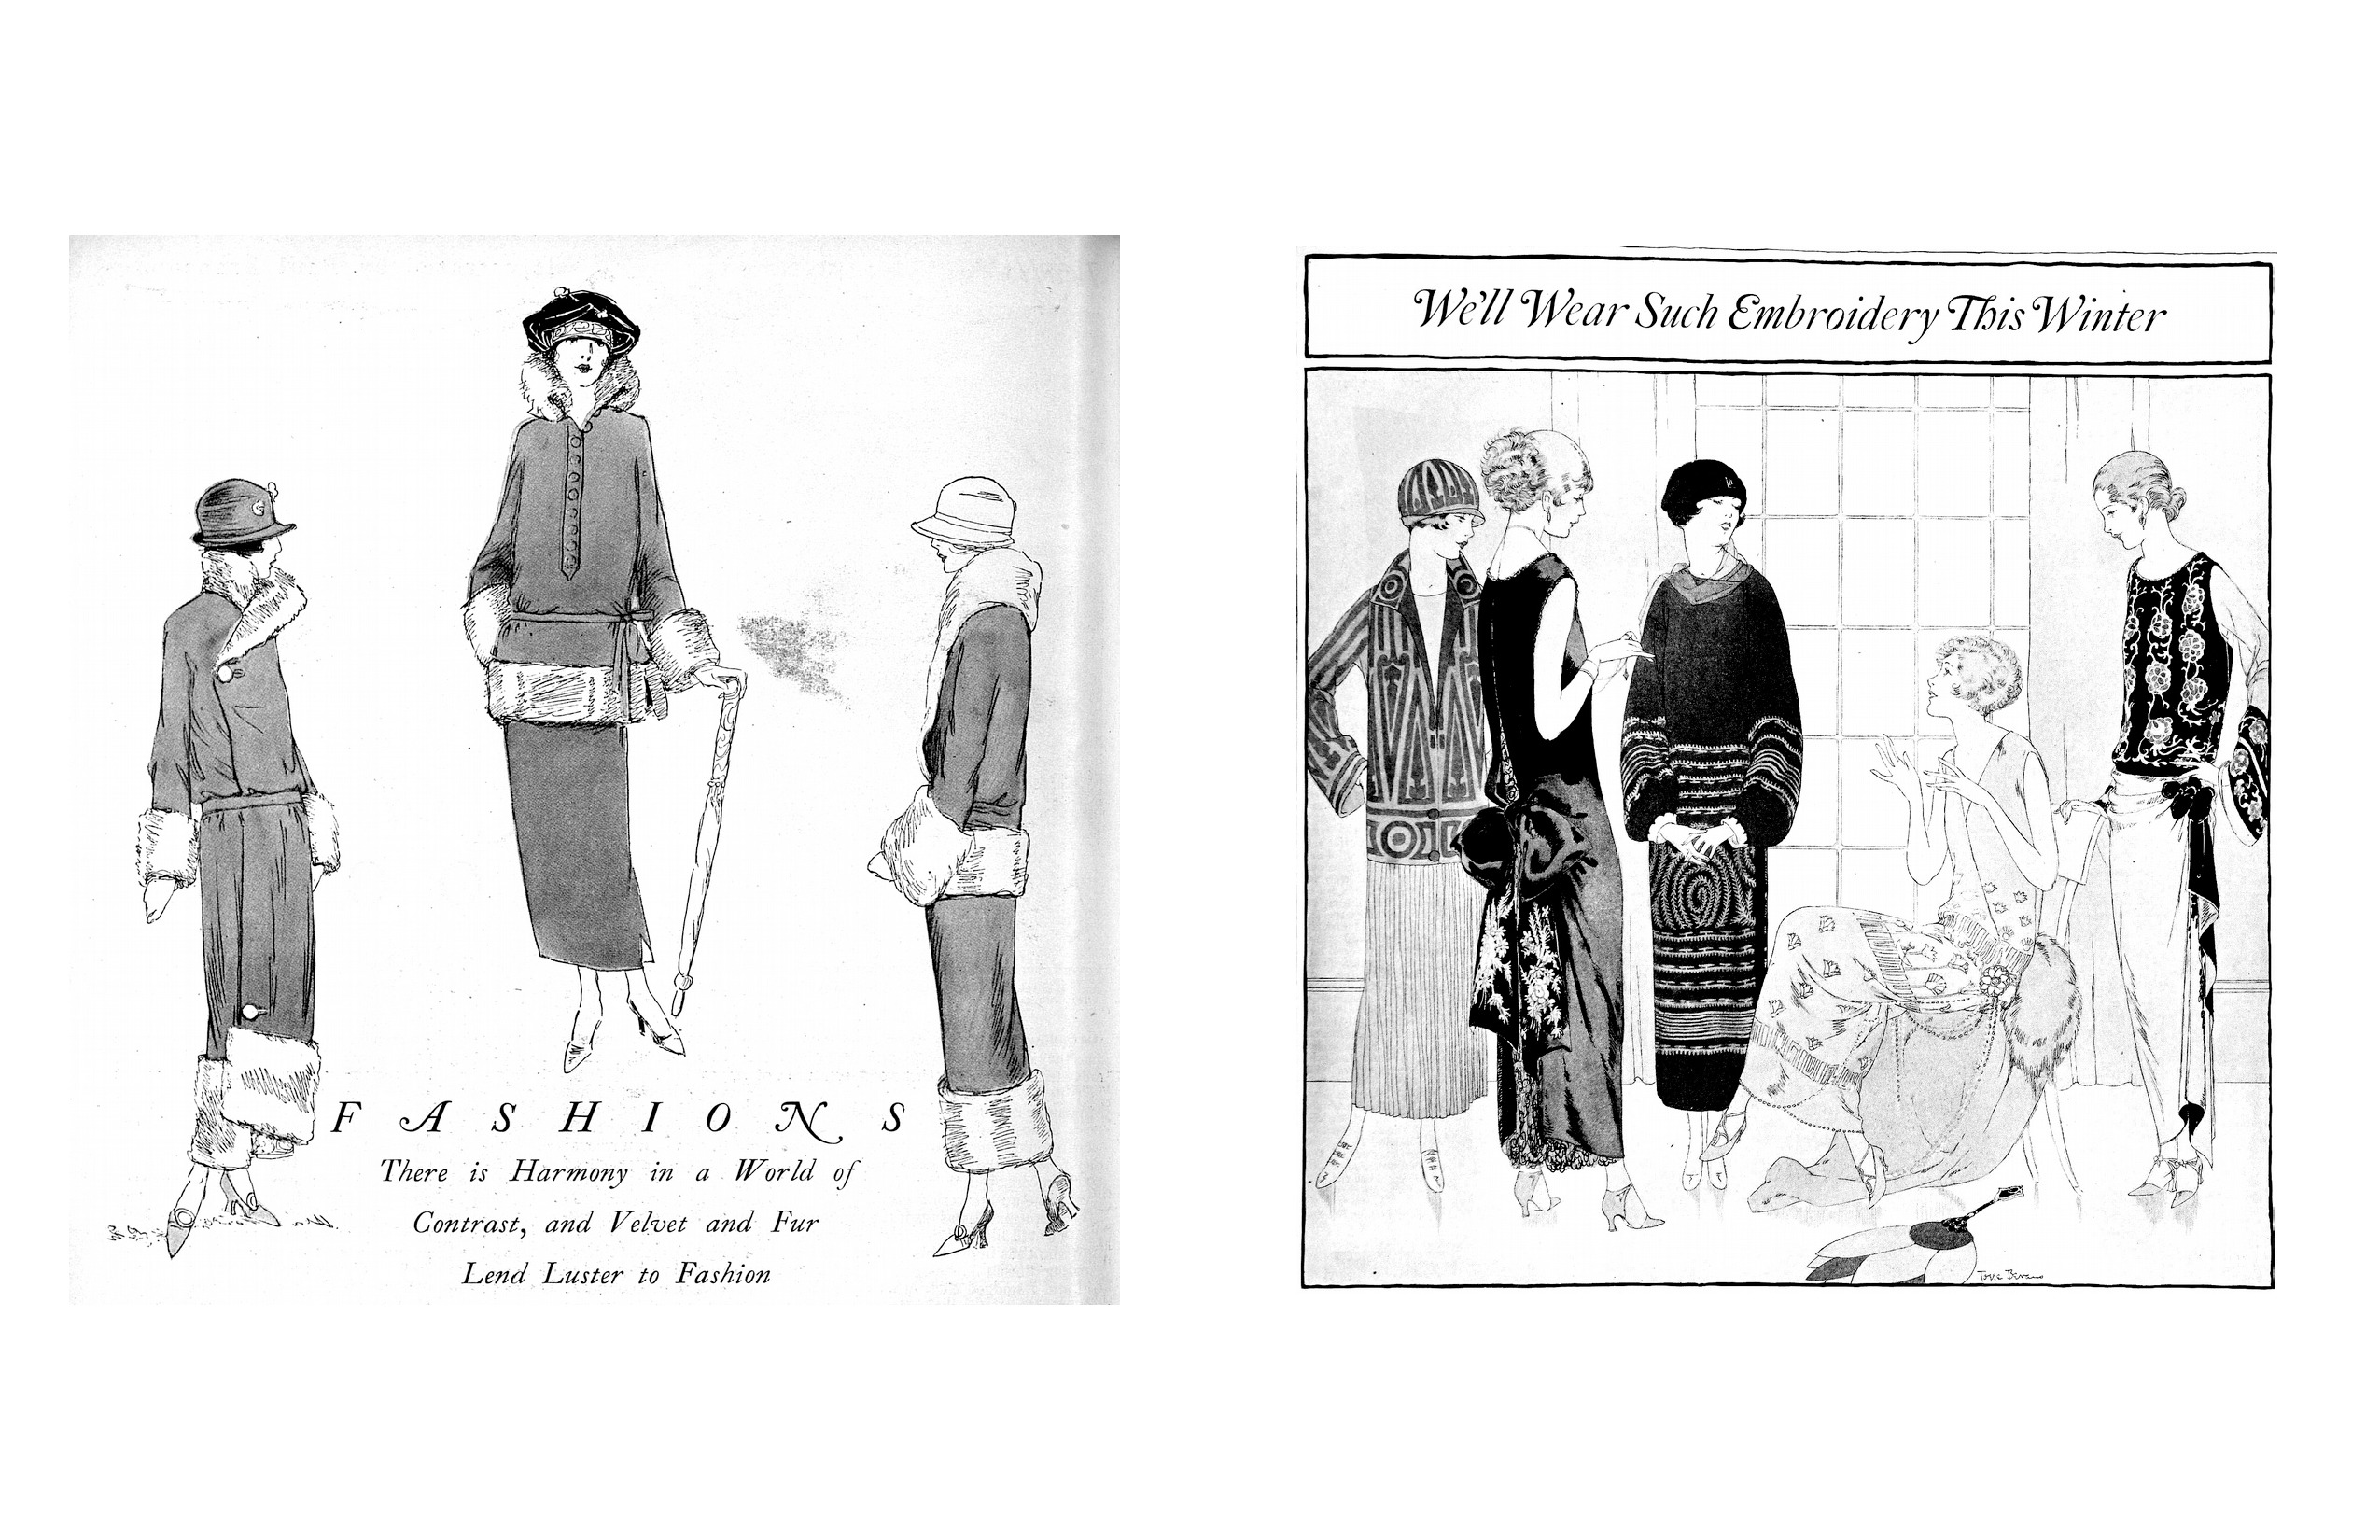 FASHIONS
There is Harmony in a World of
Contrast, and Velvet and Fur
Lend Luster to Fashion
We'll Wear Such Embroidery This Winter